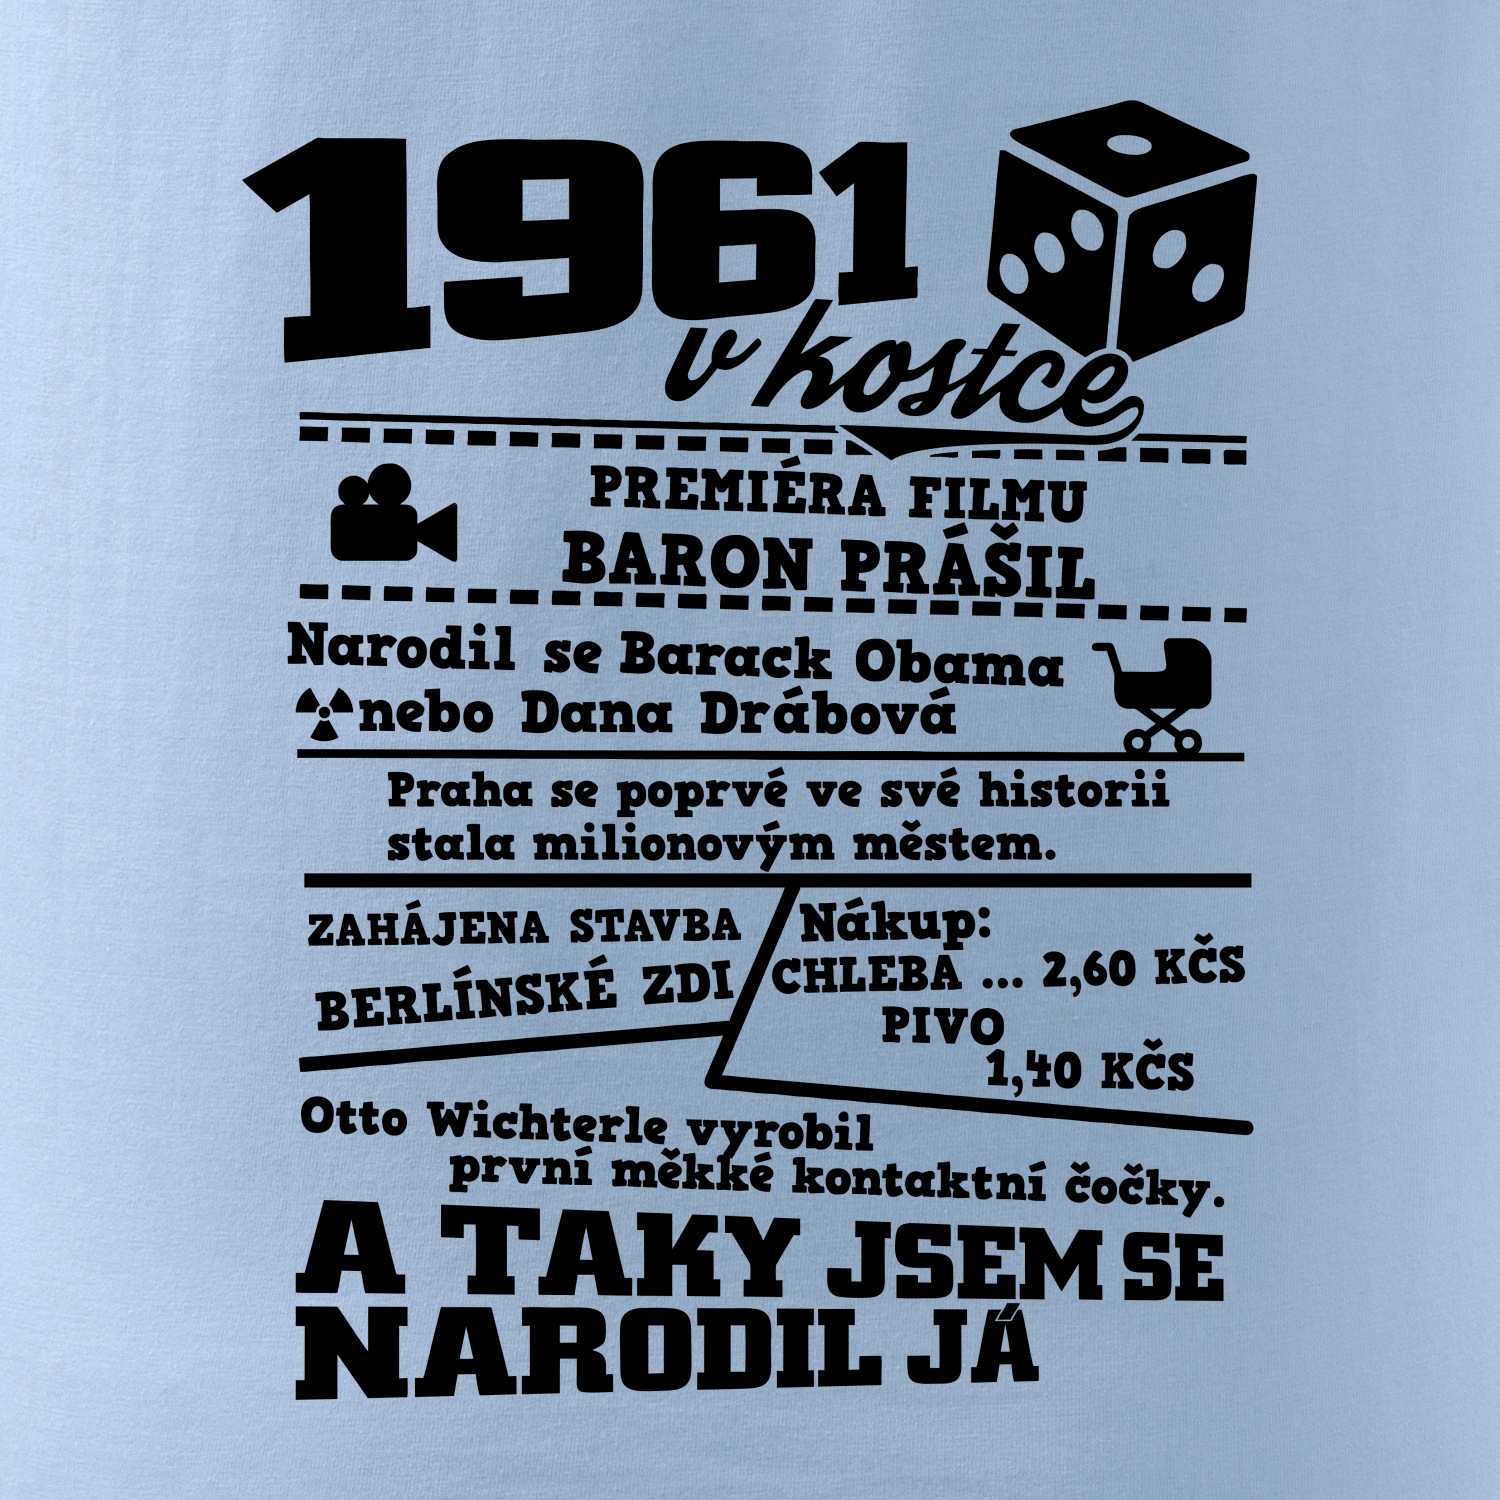 1961
v kostce
PREMIÉRA FILMU
BARON PRÁŠIL
Narodil se Barack Obama
nebo Dana Drábová
Praha se poprvé ve své historii
stala milionovým městem.
ZAHÁJENA STAVBA
BERLÍNSKÉ ZDI
Nákup:
CHLEBA ... 2,60 KČS
PIVO
1,40 KČS
Otto Wichterle vyrobil
první měkké kontaktní čočky.
A TAKY JSEM SE
NARODIL JÁ